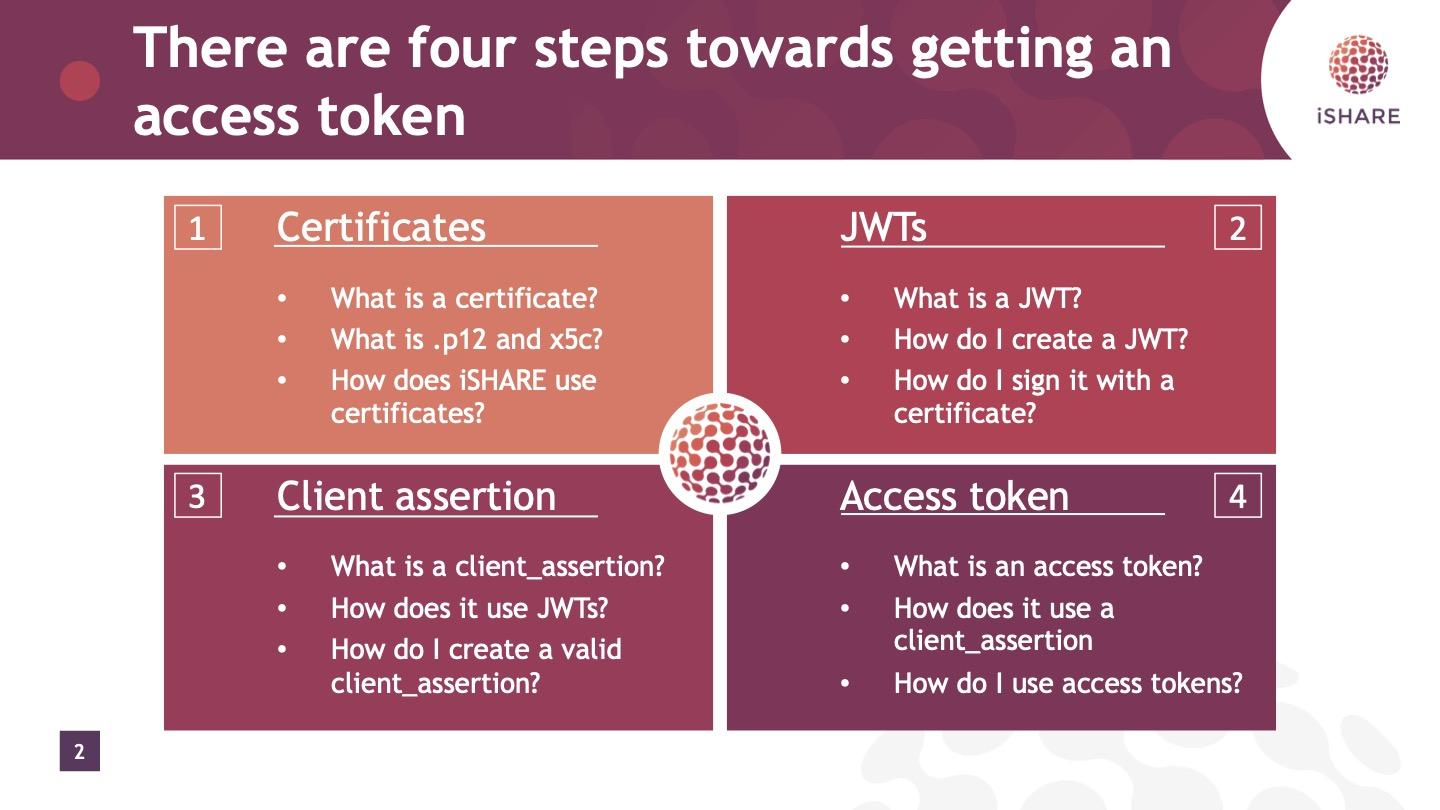 There are four steps towards getting an
access token
iSHARE
1
Certificates
• What is a certificate?
• What is .p12 and x5c?
• How does iSHARE use
certificates?
JWTs
2
• What is a JWT?
• How do I create a JWT?
• How do I sign it with a
certificate?
3
Client assertion
• What is a client_assertion?
• How does it use JWTs?
• How do I create a valid
client_assertion?
Access token
4
• What is an access token?
• How does it use a
client_assertion
• How do I use access tokens?
2